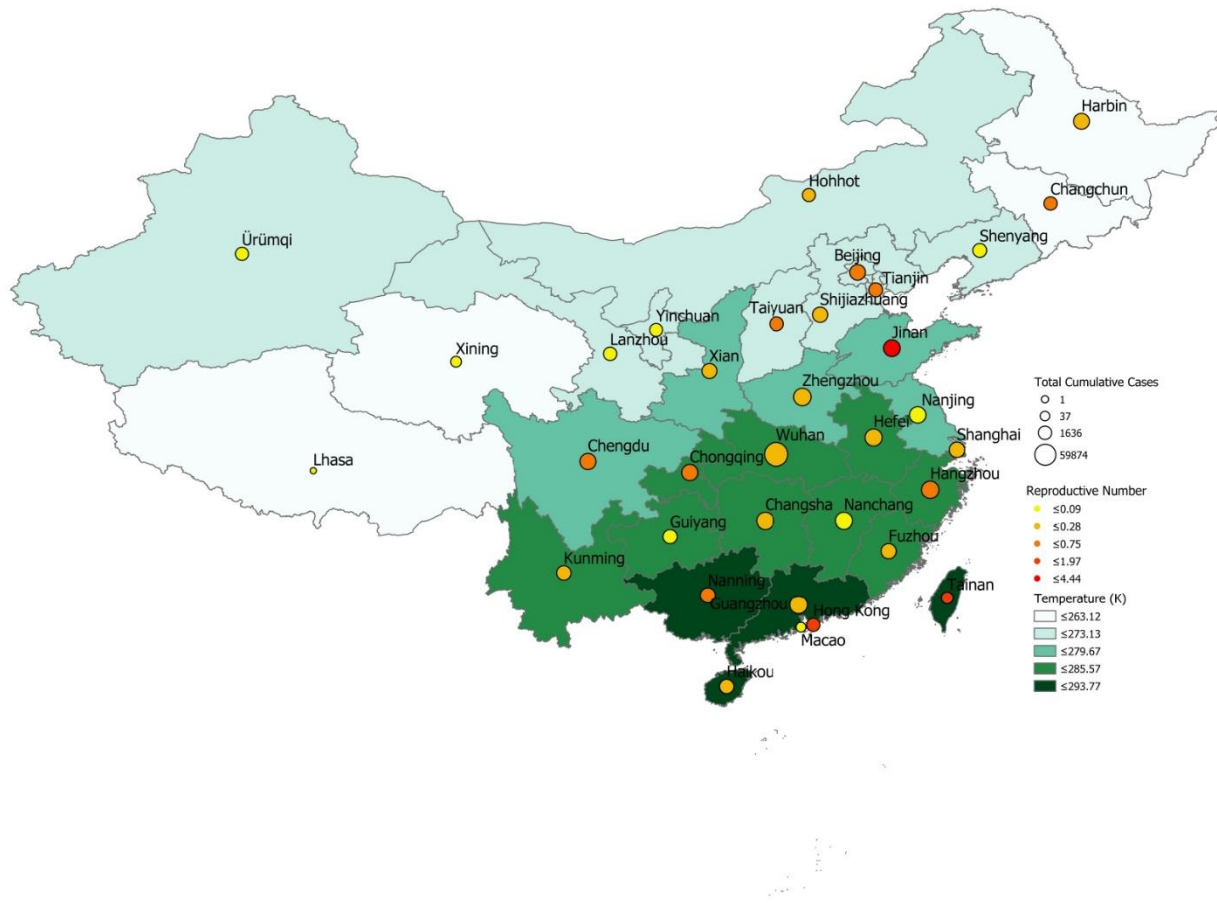 Harbin
Hohhot
Changchun
Ürümqi
Shenyang
Beijing
Tianjin
Shijiazhuang
Taiyuan
Yinchuan
Lanzhou
Xining
Jinan
Xian
Zhengzhou
Nanjing
Hefei
Shanghai
Wuhan
Chengdu
Chongqing
Lhasa
Hangzhou
Changsha
Nanchang
Guiyang
Fuzhou
Kunming
Nanning
Guangzhou
Hong Kong
Tainan
Macao
Haikou
Total Cumulative Cases
1
37
1636
59874
Reproductive Number
≤0.09
≤0.28
≤0.75
≤1.97
≤4.44
Temperature (K)
≤263.12
≤273.13
≤279.67
≤285.57
≤293.77